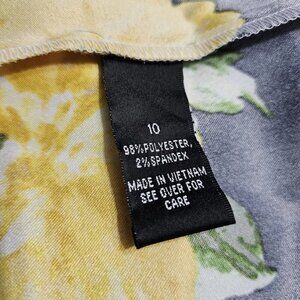 10
98%POLYESTER,
2%SPANDEX
MADE IN VIETNAM
SEE OVER FOR
CARE